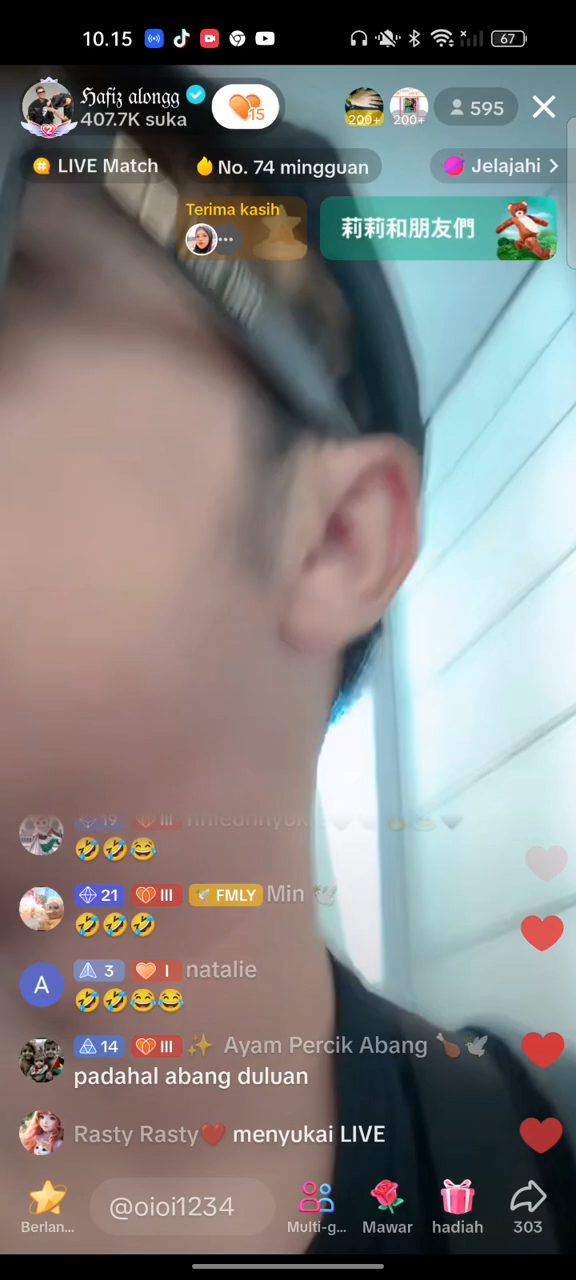 10.15
67
ℌafiz alongg
407.7K suka
15
200+
200+
595
LIVE Match
No. 74 mingguan
Jelajahi >
Terima kasih
莉莉和朋友們
19 III
🤣🤣😂
21 III FMLY Min 🕊️
🤣🤣🤣
A
3 I natalie
🤣🤣😂😂
14 III ✨ Ayam Percik Abang 🍗🕊️
padahal abang duluan
Rasty Rasty❤️ menyukai LIVE
@oioi1234
Berlan...
Multi-g...
Mawar
hadiah
303